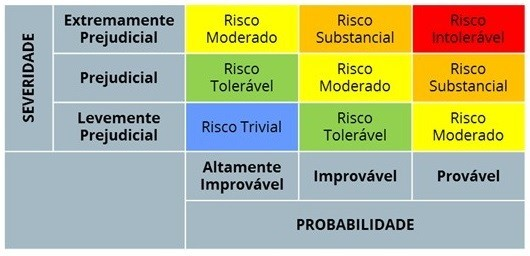 SEVERIDADE
Extremamente
Prejudicial
Risco
Moderado
Risco
Substancial
Risco
Intolerável
Prejudicial
Risco
Tolerável
Risco
Moderado
Risco
Substancial
Levemente
Prejudicial
Risco Trivial
Risco
Tolerável
Risco
Moderado
Altamente
Improvável
Improvável
Provável
PROBABILIDADE